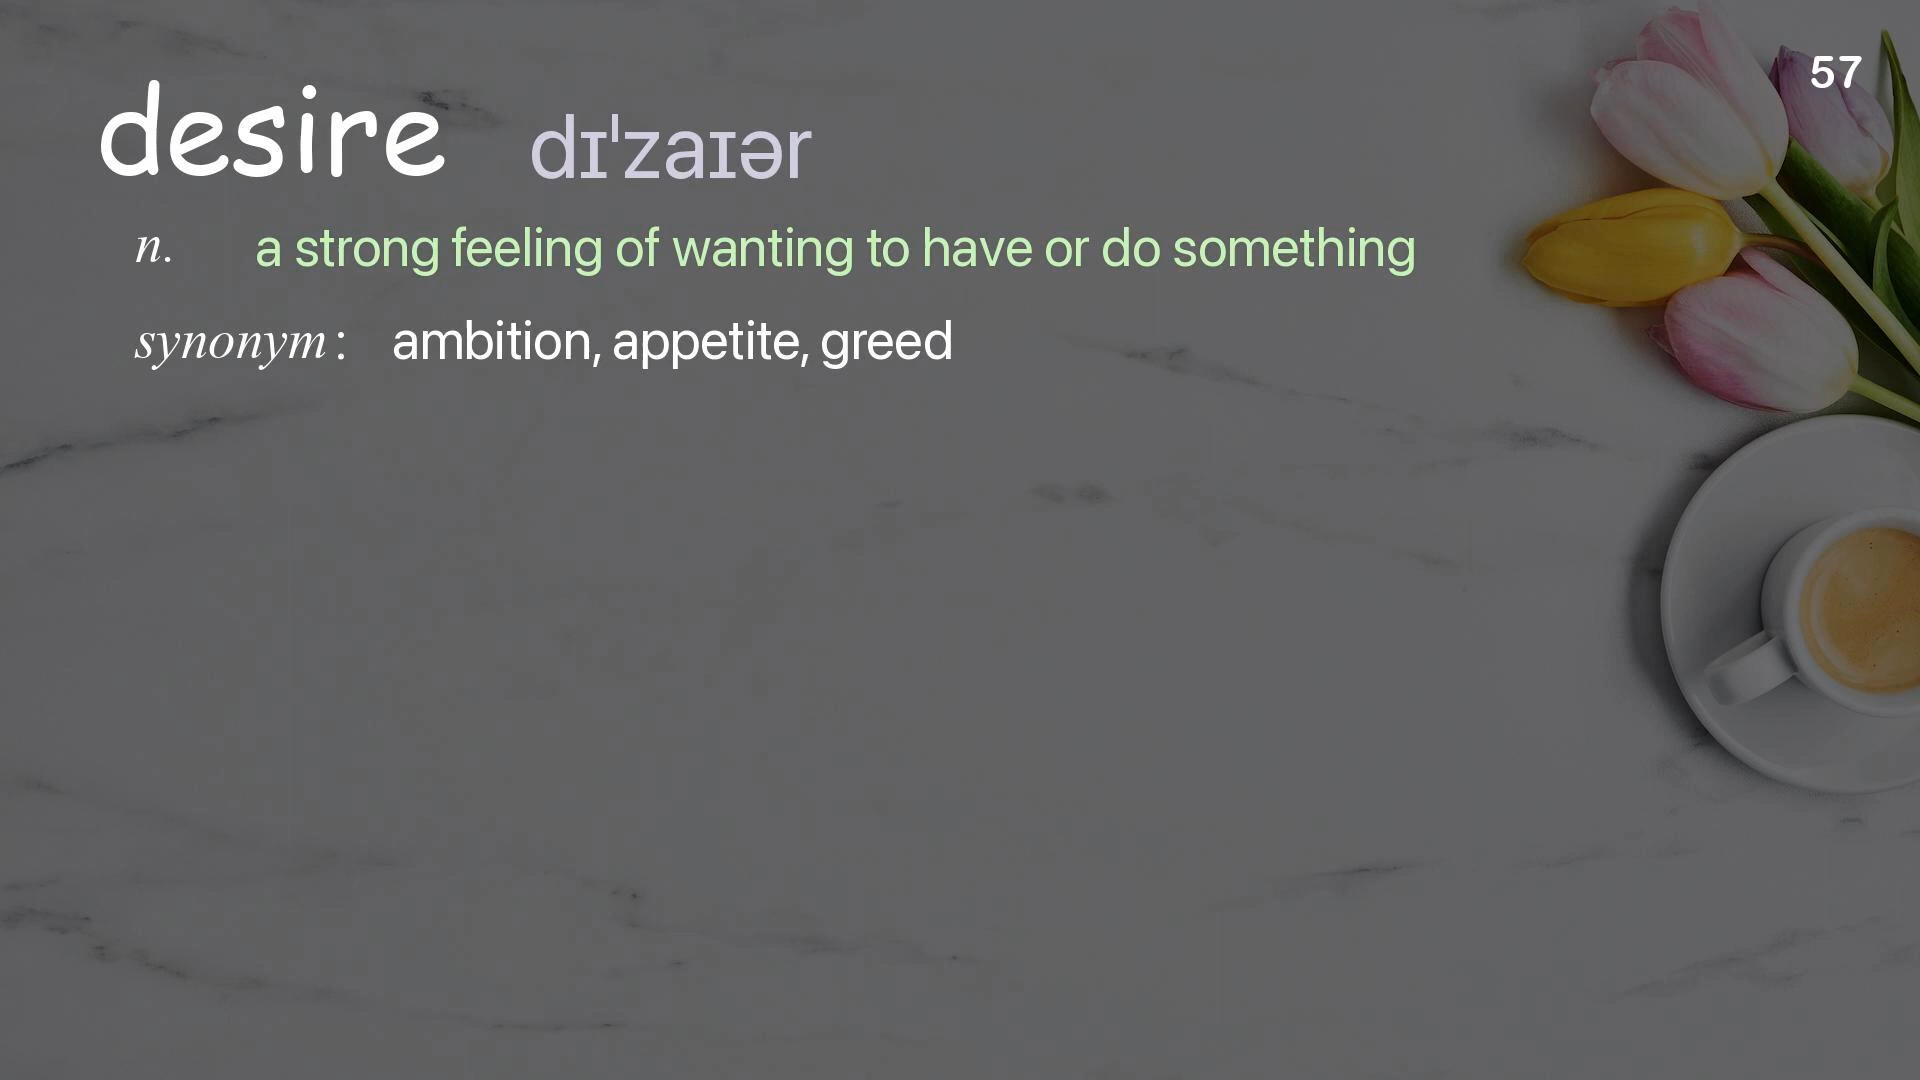 57
desire dɪˈzaɪər
n. a strong feeling of wanting to have or do something
synonym: ambition, appetite, greed